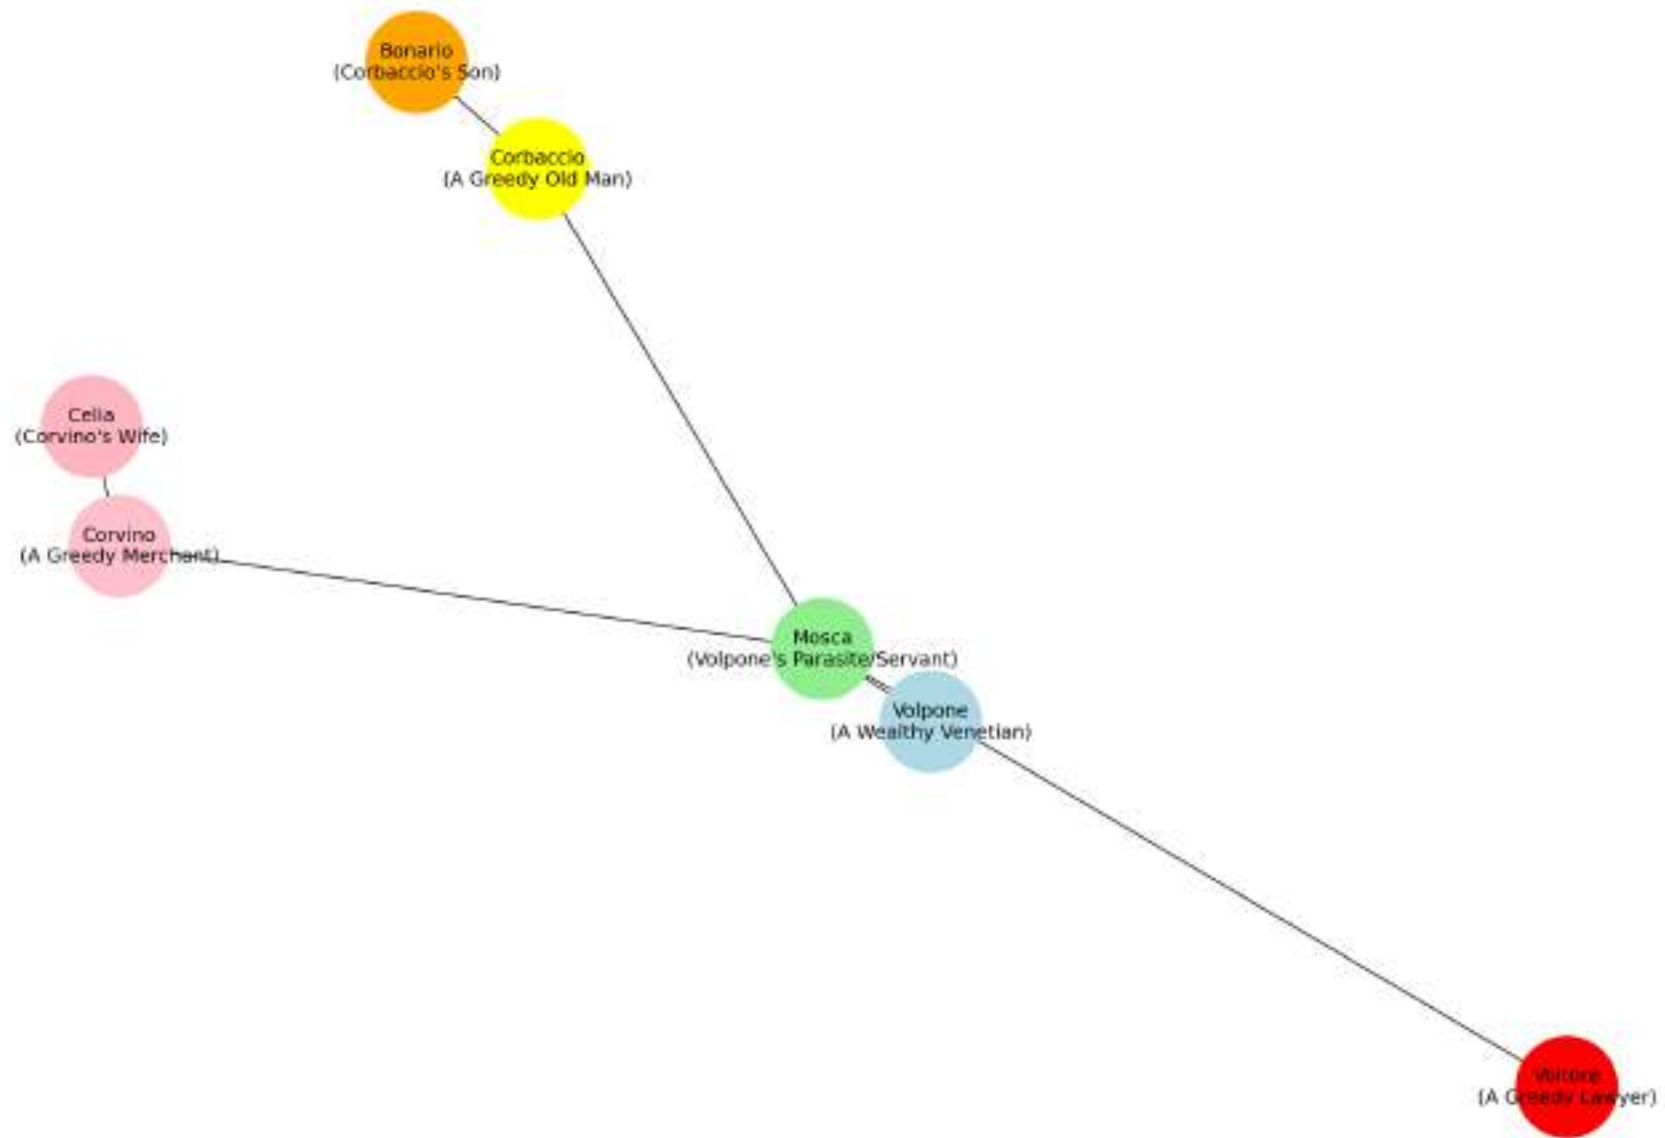 Bonario
(Corbaccio's Son)
Corbaccio
(A Greedy Old Man)
Celia
(Corvino's Wife)
Corvino
(A Greedy Merchant)
Mosca
(Volpone's Parasite/Servant)
Volpone
(A Wealthy Venetian)
Voltore
(A Greedy Lawyer)